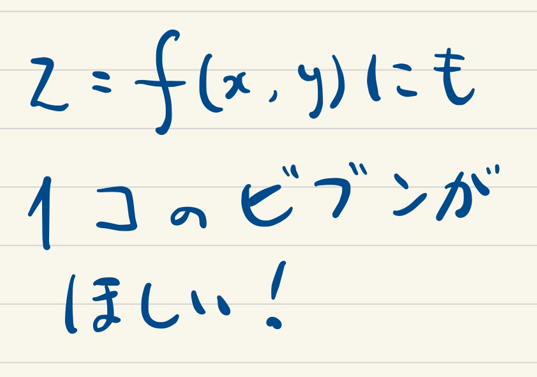 z = f(x, y) にも
1コのビブンが
ほしい!